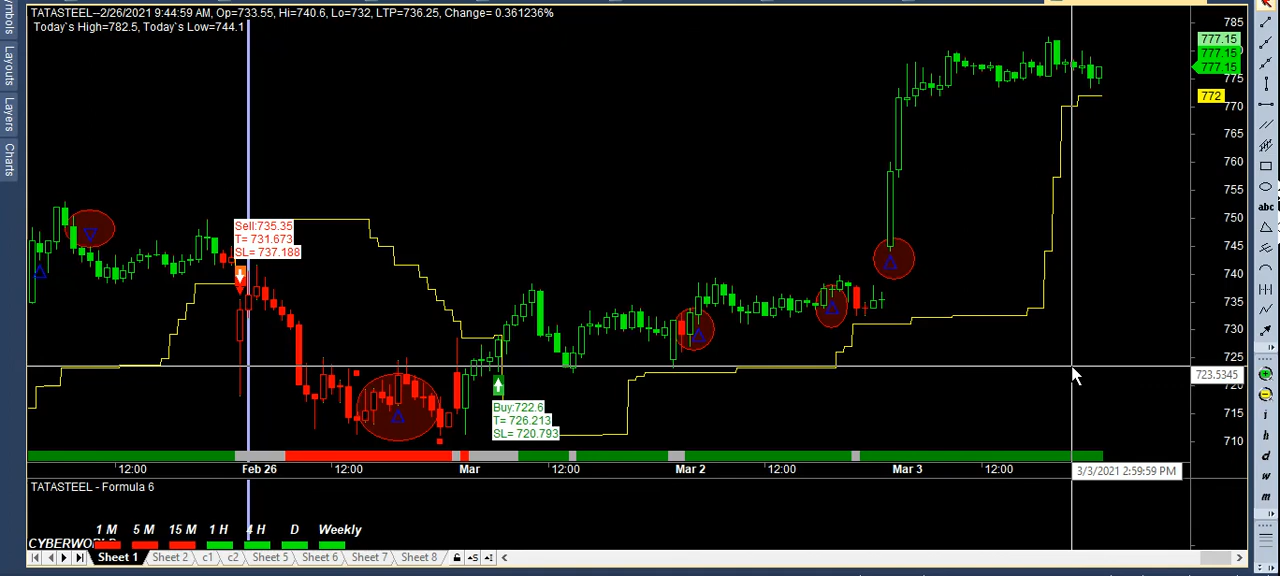 TATASTEEL--2/26/2021 9:44:59 AM, Op=733.55, Hi=740.6, Lo=732, LTP=736.25, Change= 0.361236%
Today`s High=782.5, Today`s Low=744.1
Layouts
Layers
Charts
785
777.15
777.15
777.15
775
772
770
765
760
755
750
745
740
735
730
725
723.5345
720
715
710
Sell:735.35
T= 731.673
SL= 737.188
Buy:722.6
T= 726.213
SL= 720.793
12:00
Feb 26
12:00
Mar
12:00
Mar 2
12:00
Mar 3
12:00
3/3/2021 2:59:59 PM
TATASTEEL - Formula 6
1 M
5 M
15 M
1 H
4 H
D
Weekly
Sheet 1
Sheet 2
c1
c2
Sheet 5
Sheet 6
Sheet 7
Sheet 8
abc
i
h
d
w
m